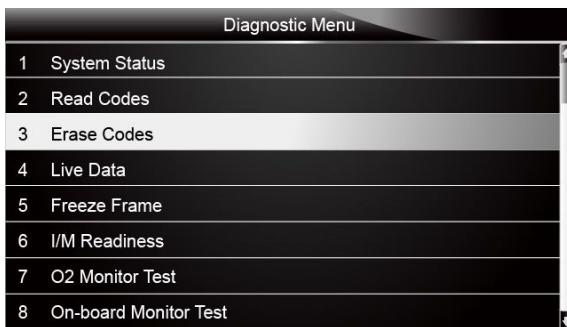 Diagnostic Menu
1 System Status
2 Read Codes
3 Erase Codes
4 Live Data
5 Freeze Frame
6 I/M Readiness
7 O2 Monitor Test
8 On-board Monitor Test